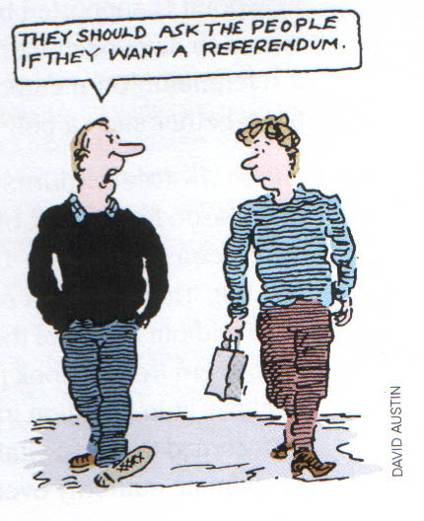 THEY SHOULD ASK THE PEOPLE
IF THEY WANT A REFERENDUM.
DAVID AUSTIN